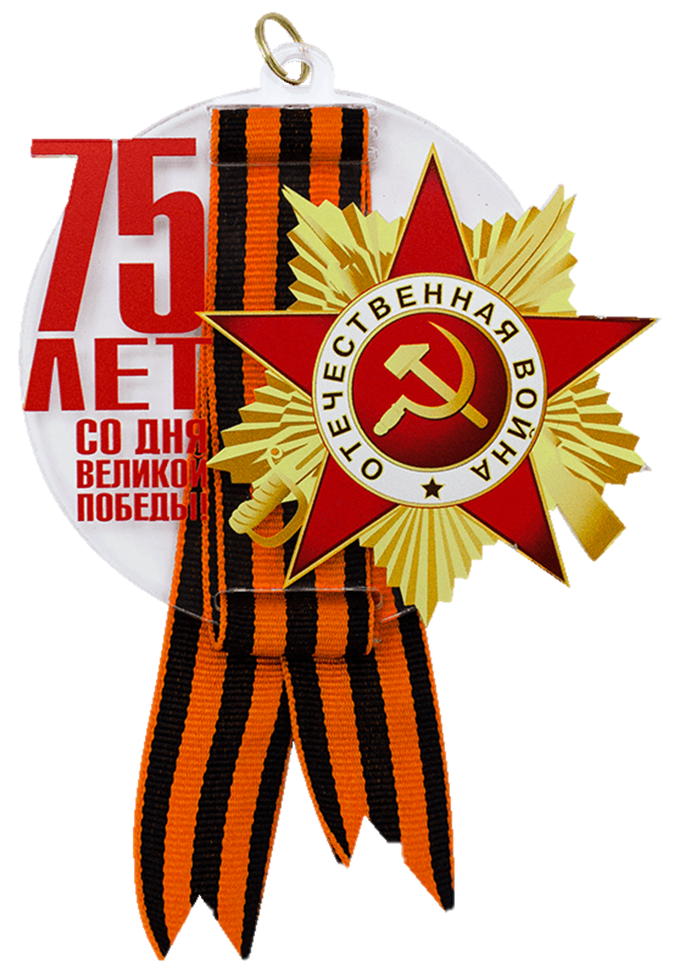 75
ЛЕТ
СО ДНЯ
ВЕЛИКОЙ
ПОБЕДЫ!
ОТЕЧЕСТВЕННАЯ ВОЙНА